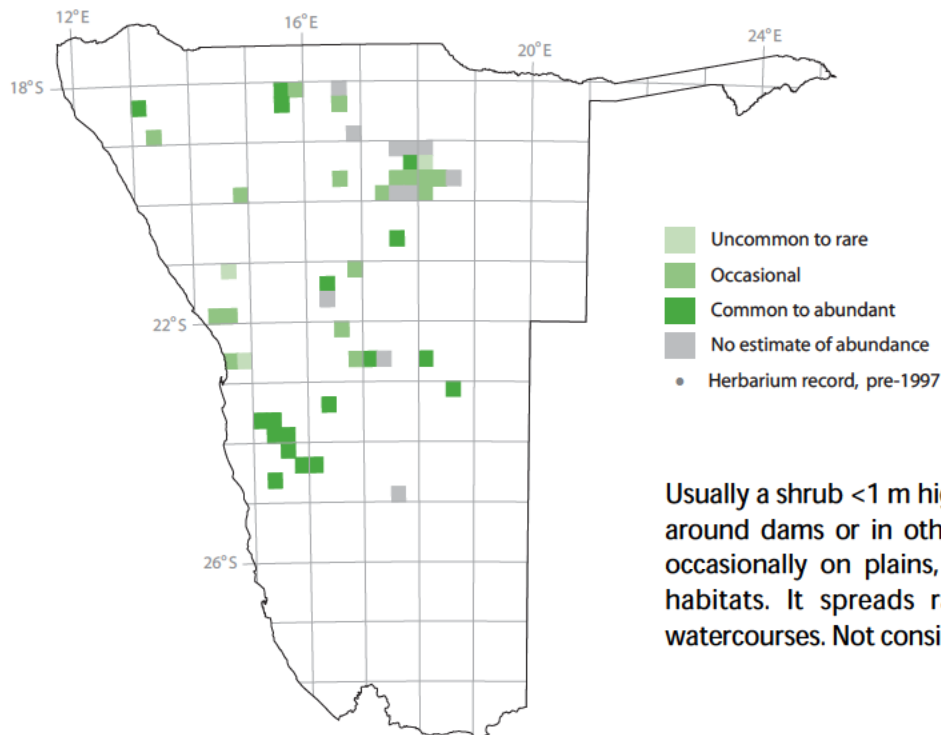 12°E
16°E
20°E
24°E
18°S
22°S
26°S
Uncommon to rare
Occasional
Common to abundant
No estimate of abundance
Herbarium record, pre-1997
Usually a shrub <1 m hig
around dams or in oth
occasionally on plains,
habitats. It spreads r
watercourses. Not consi